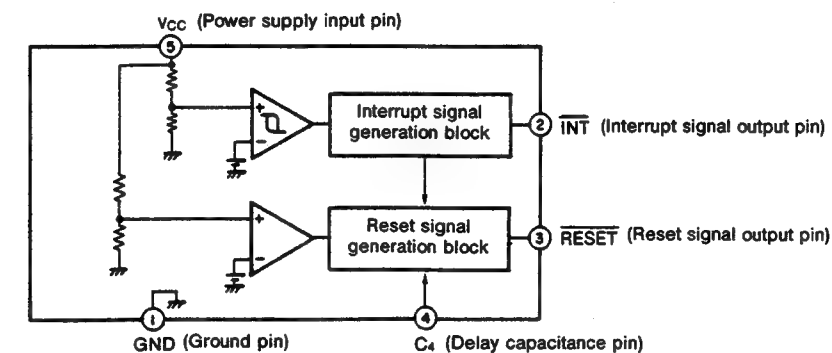 VCC (Power supply input pin)
5
+
-
Interrupt signal
generation block
2
INT (Interrupt signal output pin)
+
-
Reset signal
generation block
3
RESET (Reset signal output pin)
1
4
GND (Ground pin)
C4 (Delay capacitance pin)